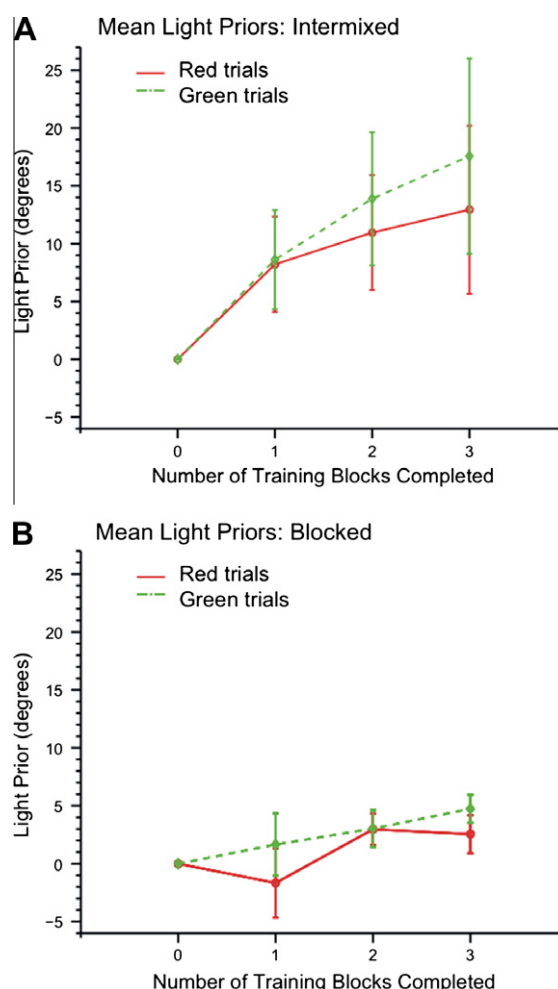 A
Mean Light Priors: Intermixed
Red trials
Green trials
25
20
15
10
5
0
−5
Light Prior (degrees)
0 1 2 3
Number of Training Blocks Completed
B
Mean Light Priors: Blocked
Red trials
Green trials
25
20
15
10
5
0
−5
Light Prior (degrees)
0 1 2 3
Number of Training Blocks Completed